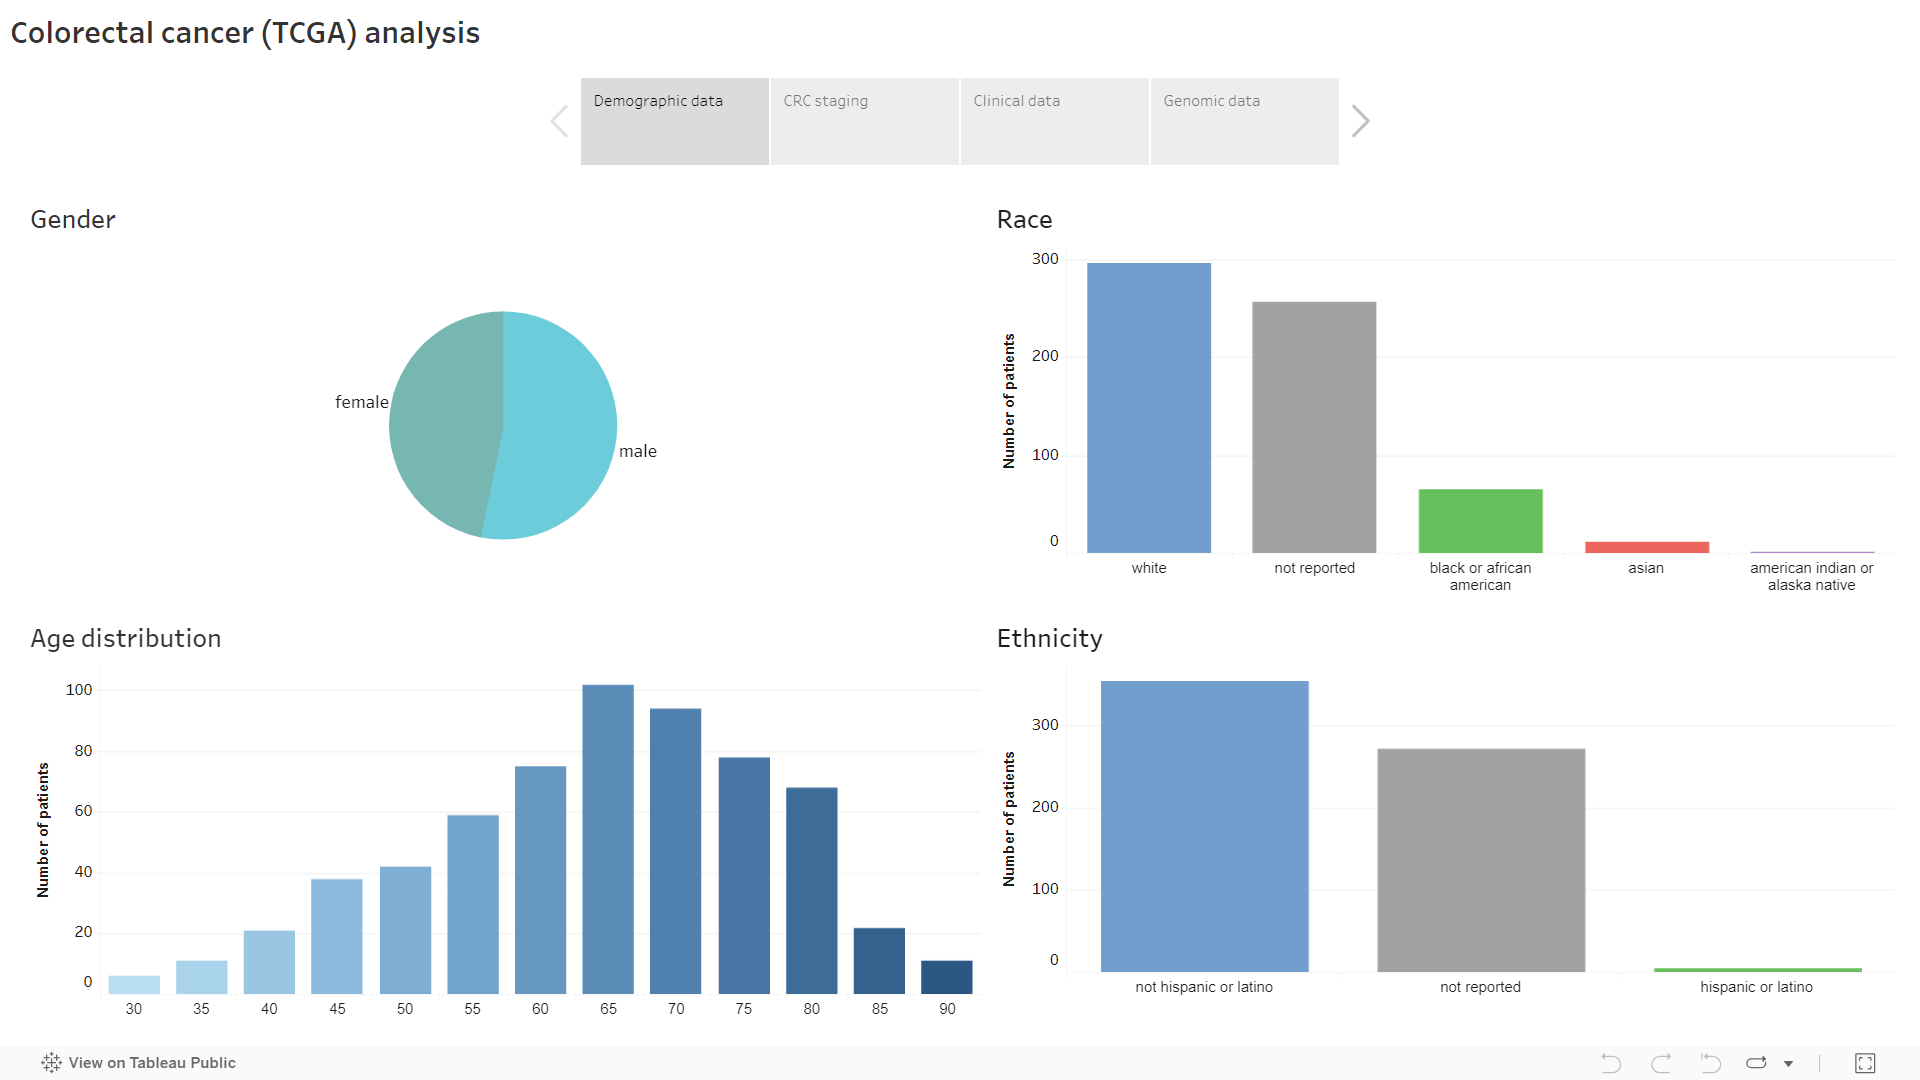 Colorectal cancer (TCGA) analysis
Demographic data
CRC staging
Clinical data
Genomic data
Gender
female
male
Race
Number of patients
300
200
100
0
white
not reported
black or african
american
asian
american indian or
alaska native
Age distribution
Number of patients
100
80
60
40
20
0
30
35
40
45
50
55
60
65
70
75
80
85
90
Ethnicity
Number of patients
300
200
100
0
not hispanic or latino
not reported
hispanic or latino
View on Tableau Public